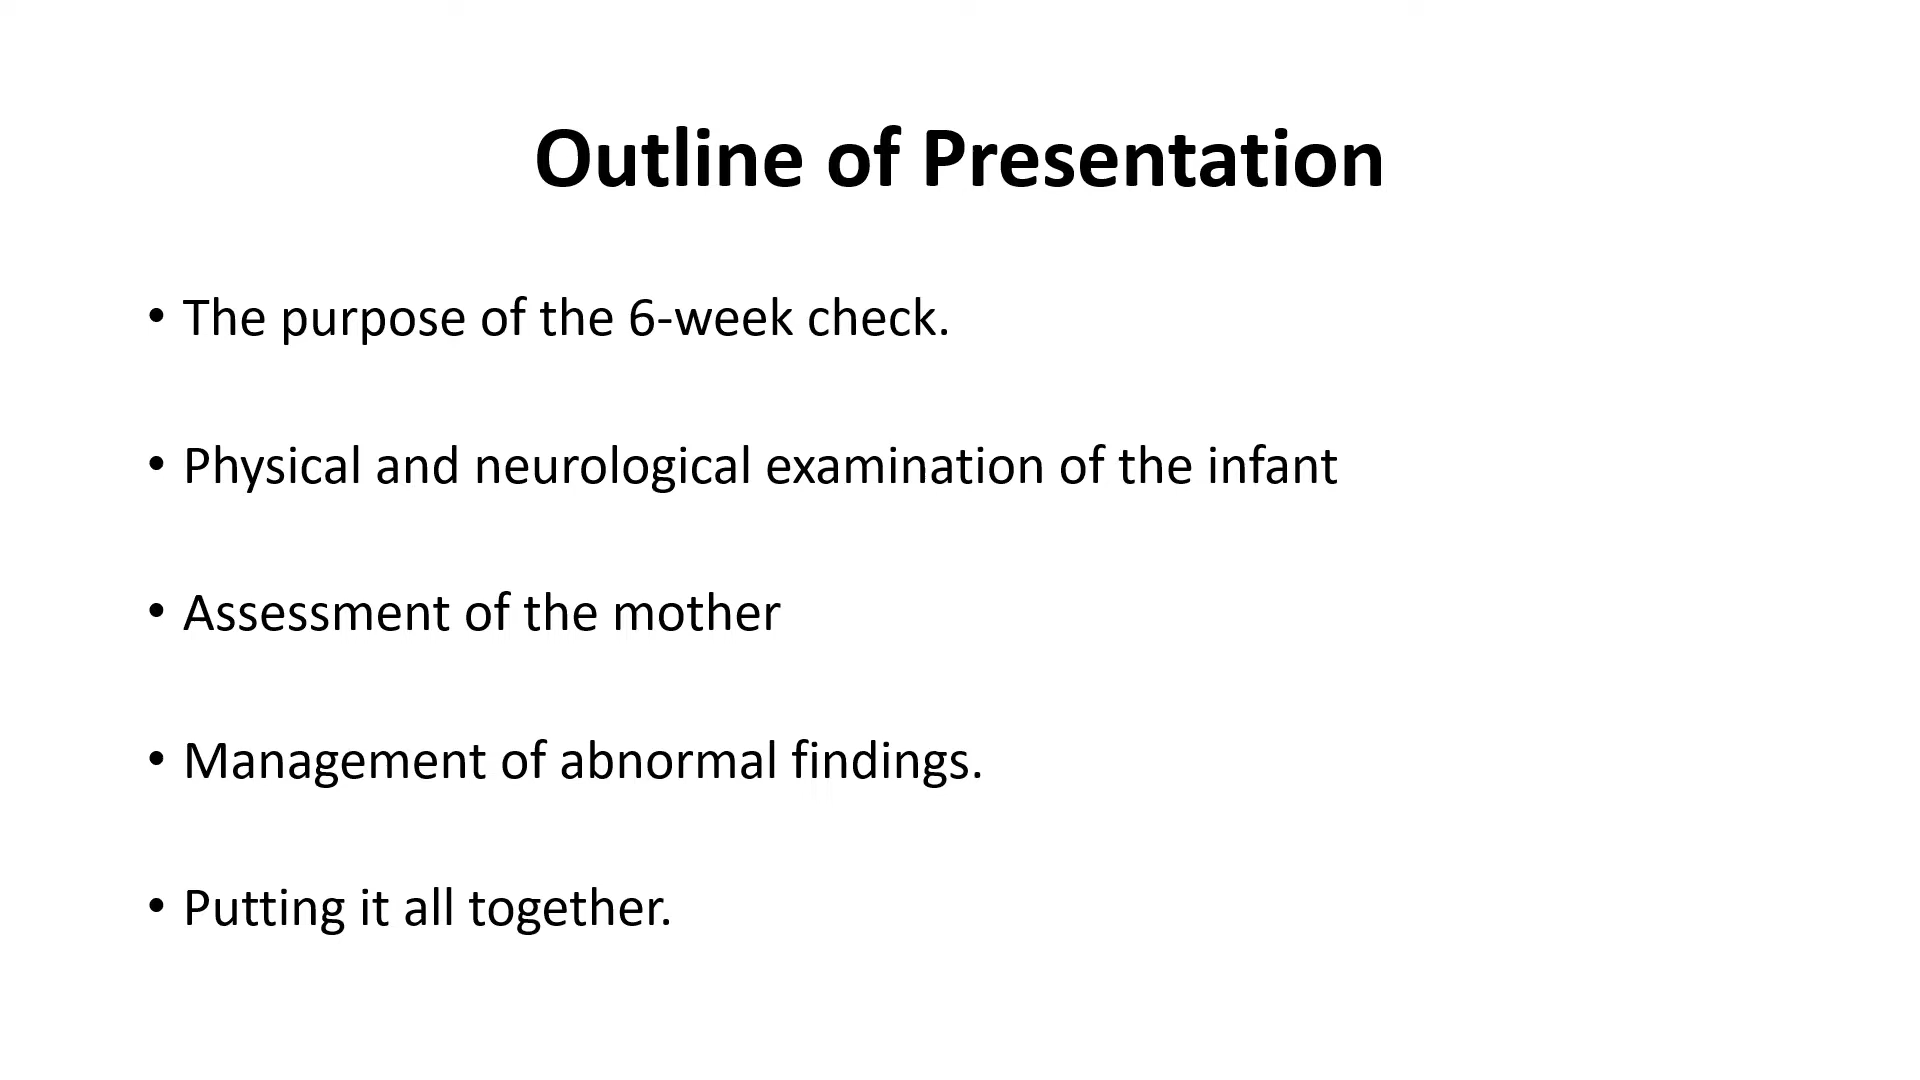 Outline of Presentation
• The purpose of the 6-week check.
• Physical and neurological examination of the infant
• Assessment of the mother
• Management of abnormal findings.
• Putting it all together.